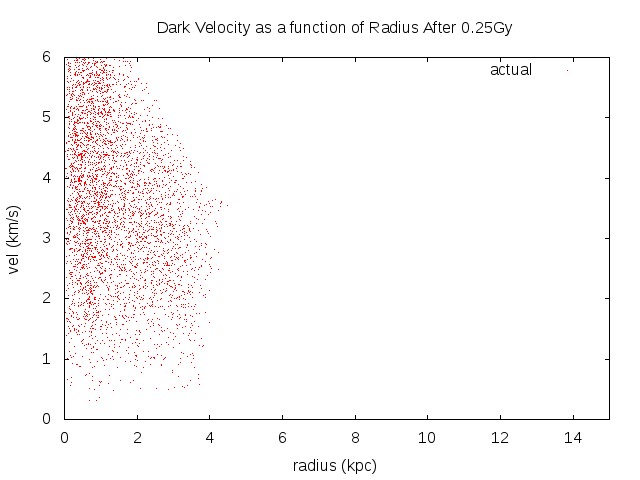 Dark Velocity as a function of Radius After 0.25Gy
actual
6
5
4
3
2
1
0
vel (km/s)
0 2 4 6 8 10 12 14
radius (kpc)